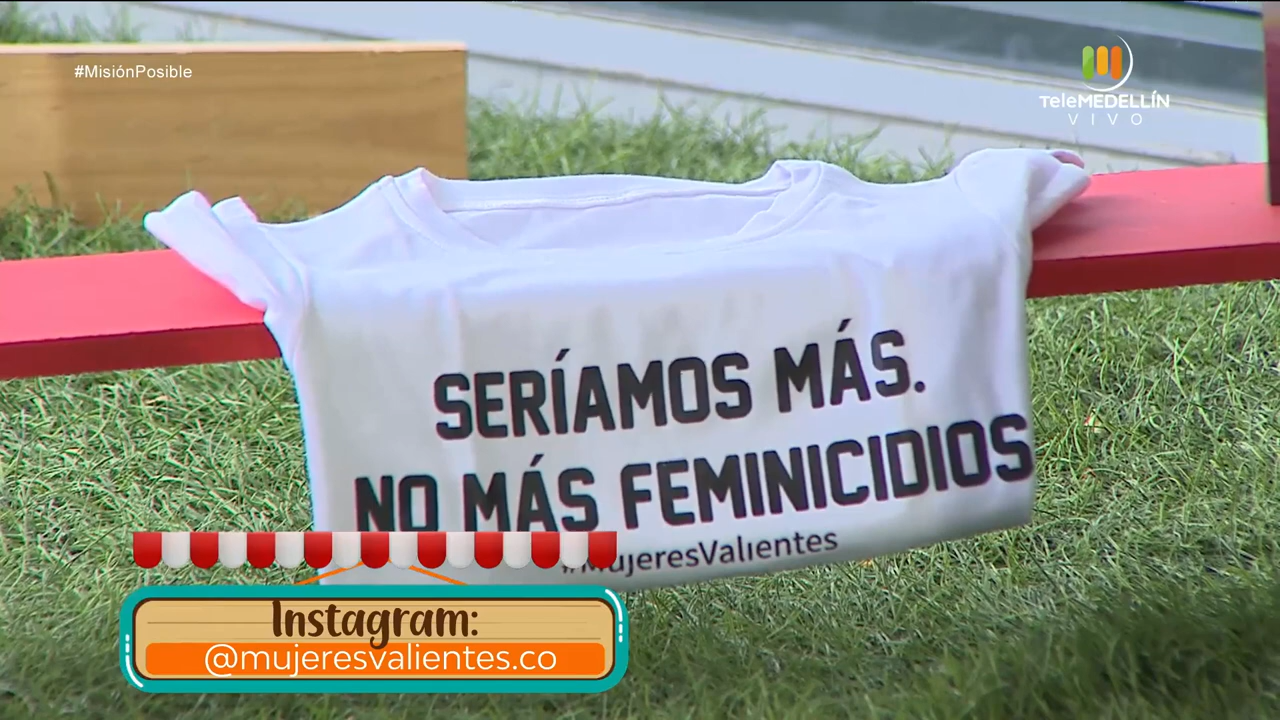 #MisiónPosible
TeleMEDELLÍN
VIVO
SERÍAMOS MÁS.
NO MÁS FEMINICIDIOS
#MujeresValientes
Instagram:
@mujeresvalientes.co